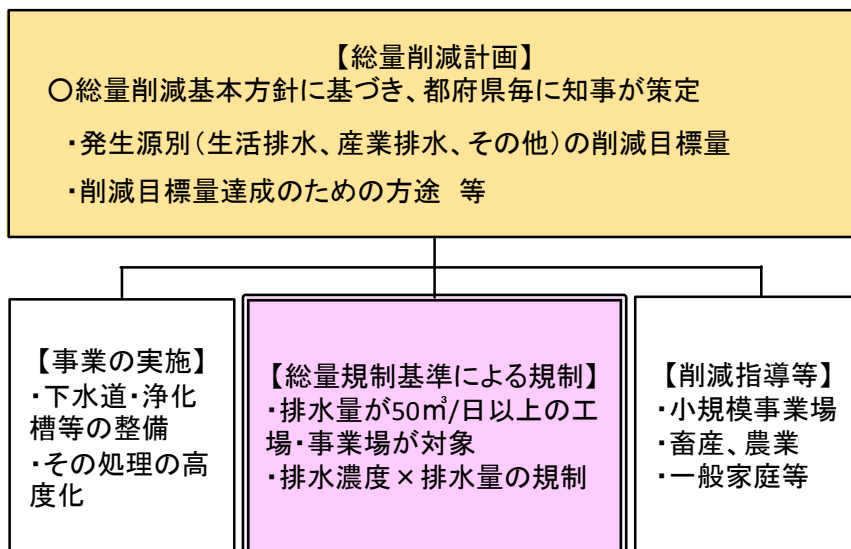 【総量削減計画】
〇総量削減基本方針に基づき、都府県毎に知事が策定
・発生源別(生活排水、産業排水、その他)の削減目標量
・削減目標量達成のための方途 等
【事業の実施】
・下水道・浄化
槽等の整備
・その処理の高
度化
【総量規制基準による規制】
・排水量が50㎥/日以上の工
場・事業場が対象
・排水濃度×排水量の規制
【削減指導等】
・小規模事業場
・畜産、農業
・一般家庭等